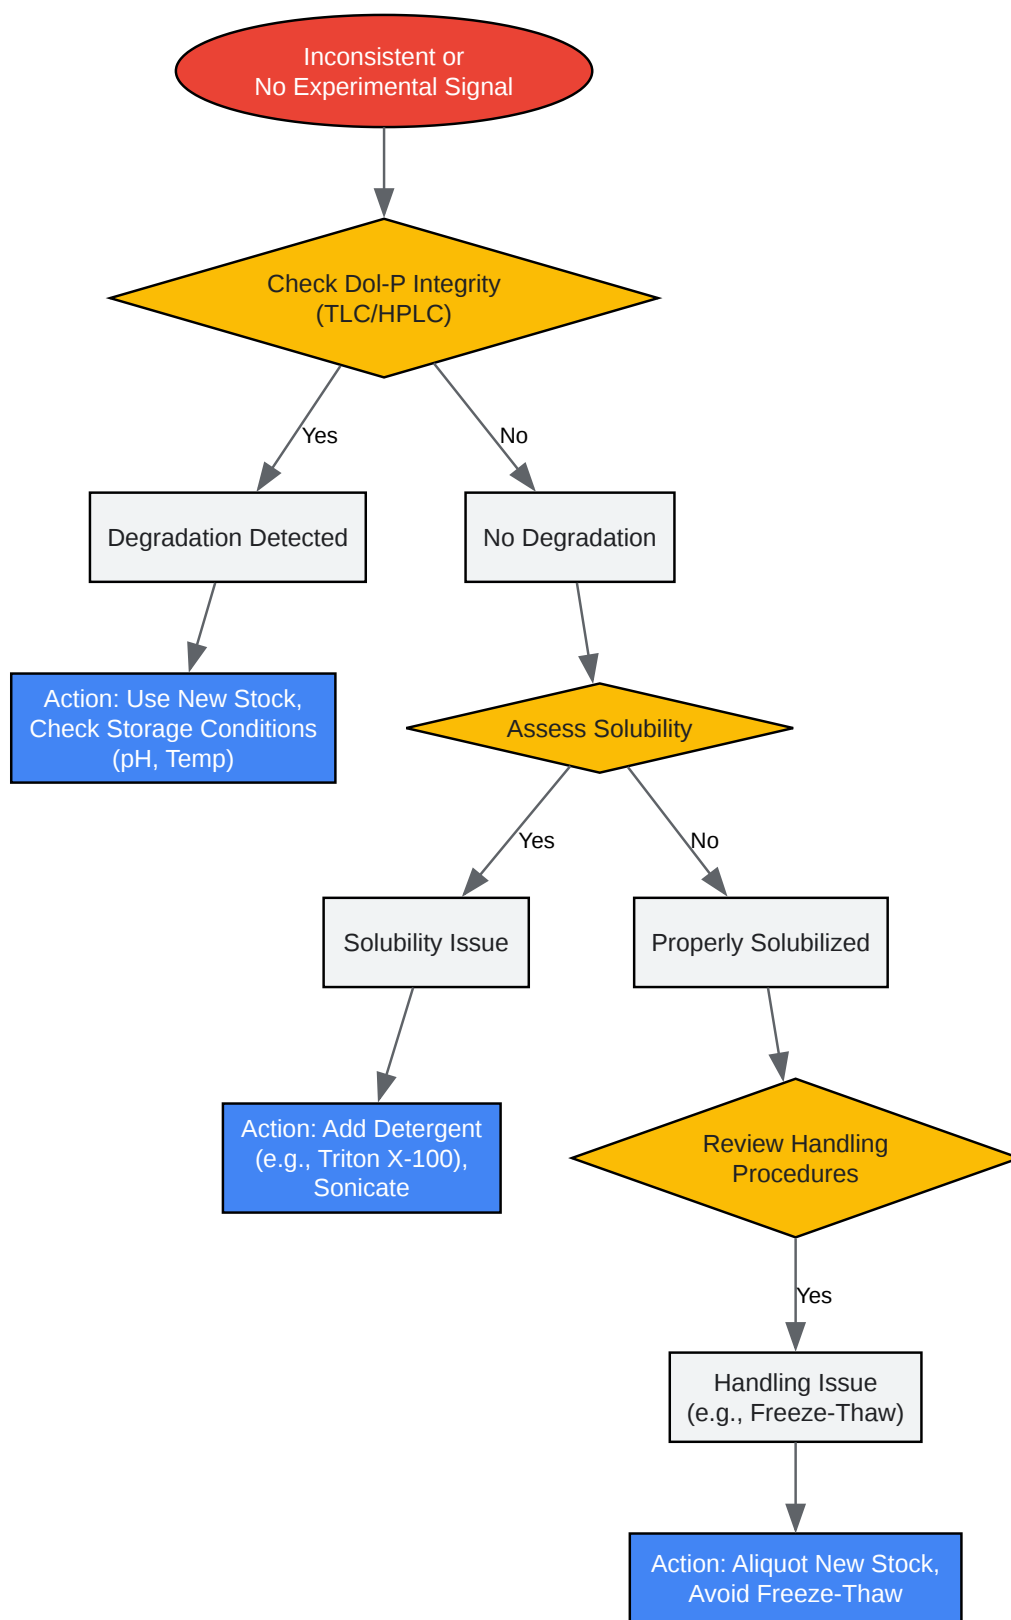 Inconsistent or
No Experimental Signal
Check Dol-P Integrity
(TLC/HPLC)
Yes
No
Degradation Detected
No Degradation
Action: Use New Stock,
Check Storage Conditions
(pH, Temp)
Assess Solubility
Yes
No
Solubility Issue
Properly Solubilized
Action: Add Detergent
(e.g., Triton X-100),
Sonicate
Review Handling
Procedures
Yes
Handling Issue
(e.g., Freeze-Thaw)
Action: Aliquot New Stock,
Avoid Freeze-Thaw